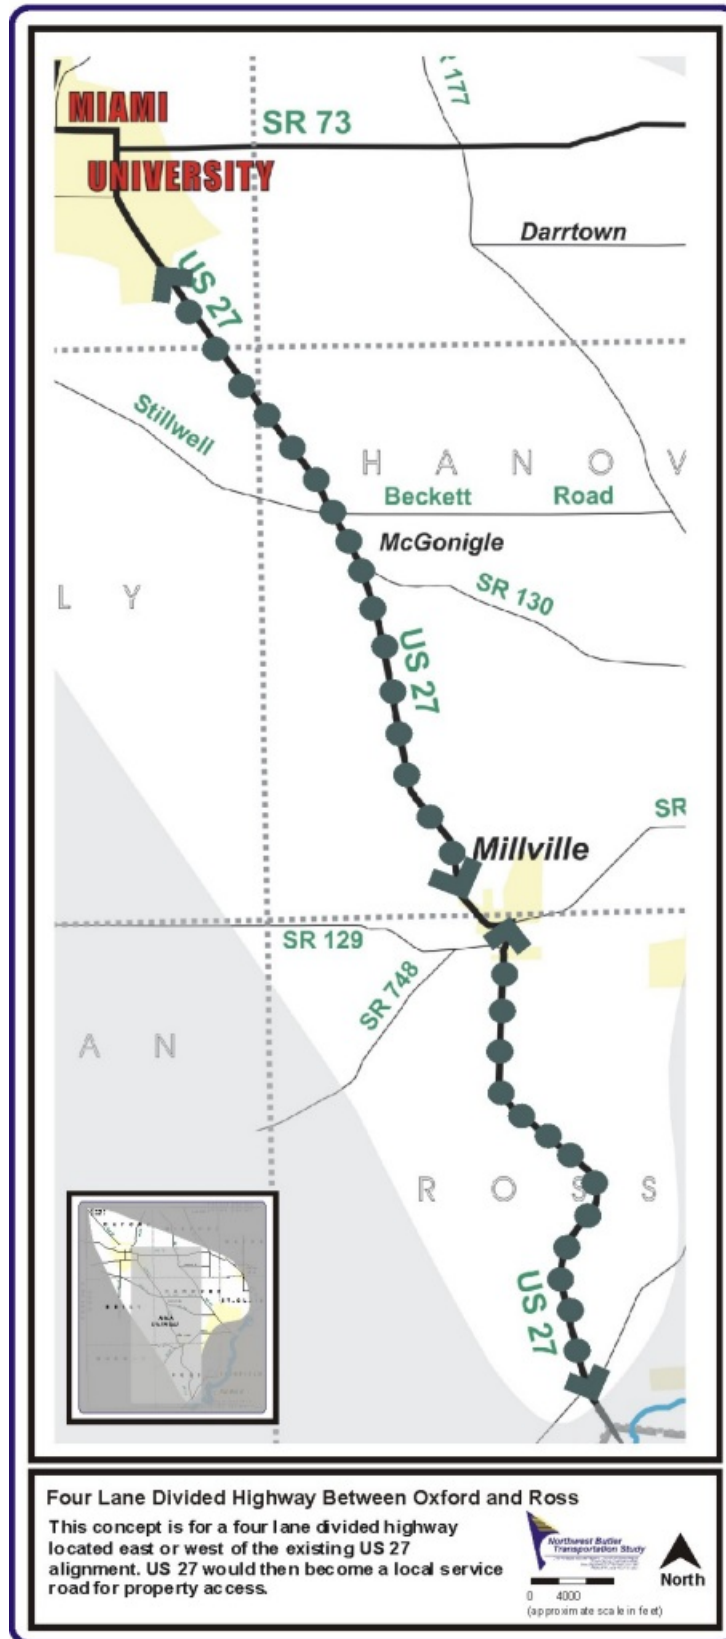 R 177
MIAMI
SR 73
UNIVERSITY
Darrtown
US 27
Stillwell
H A N O V
Beckett Road
McGonigle
L Y
SR 130
US 27
SR
Millville
SR 129
SR 748
A N
R O S S
US 27
Four Lane Divided Highway Between Oxford and Ross
This concept is for a four lane divided highway
located east or west of the existing US 27
alignment. US 27 would then become a local service
road for property access.
Northwest Butler
Transportation Study
0 4000
(approximate scale in feet)
North